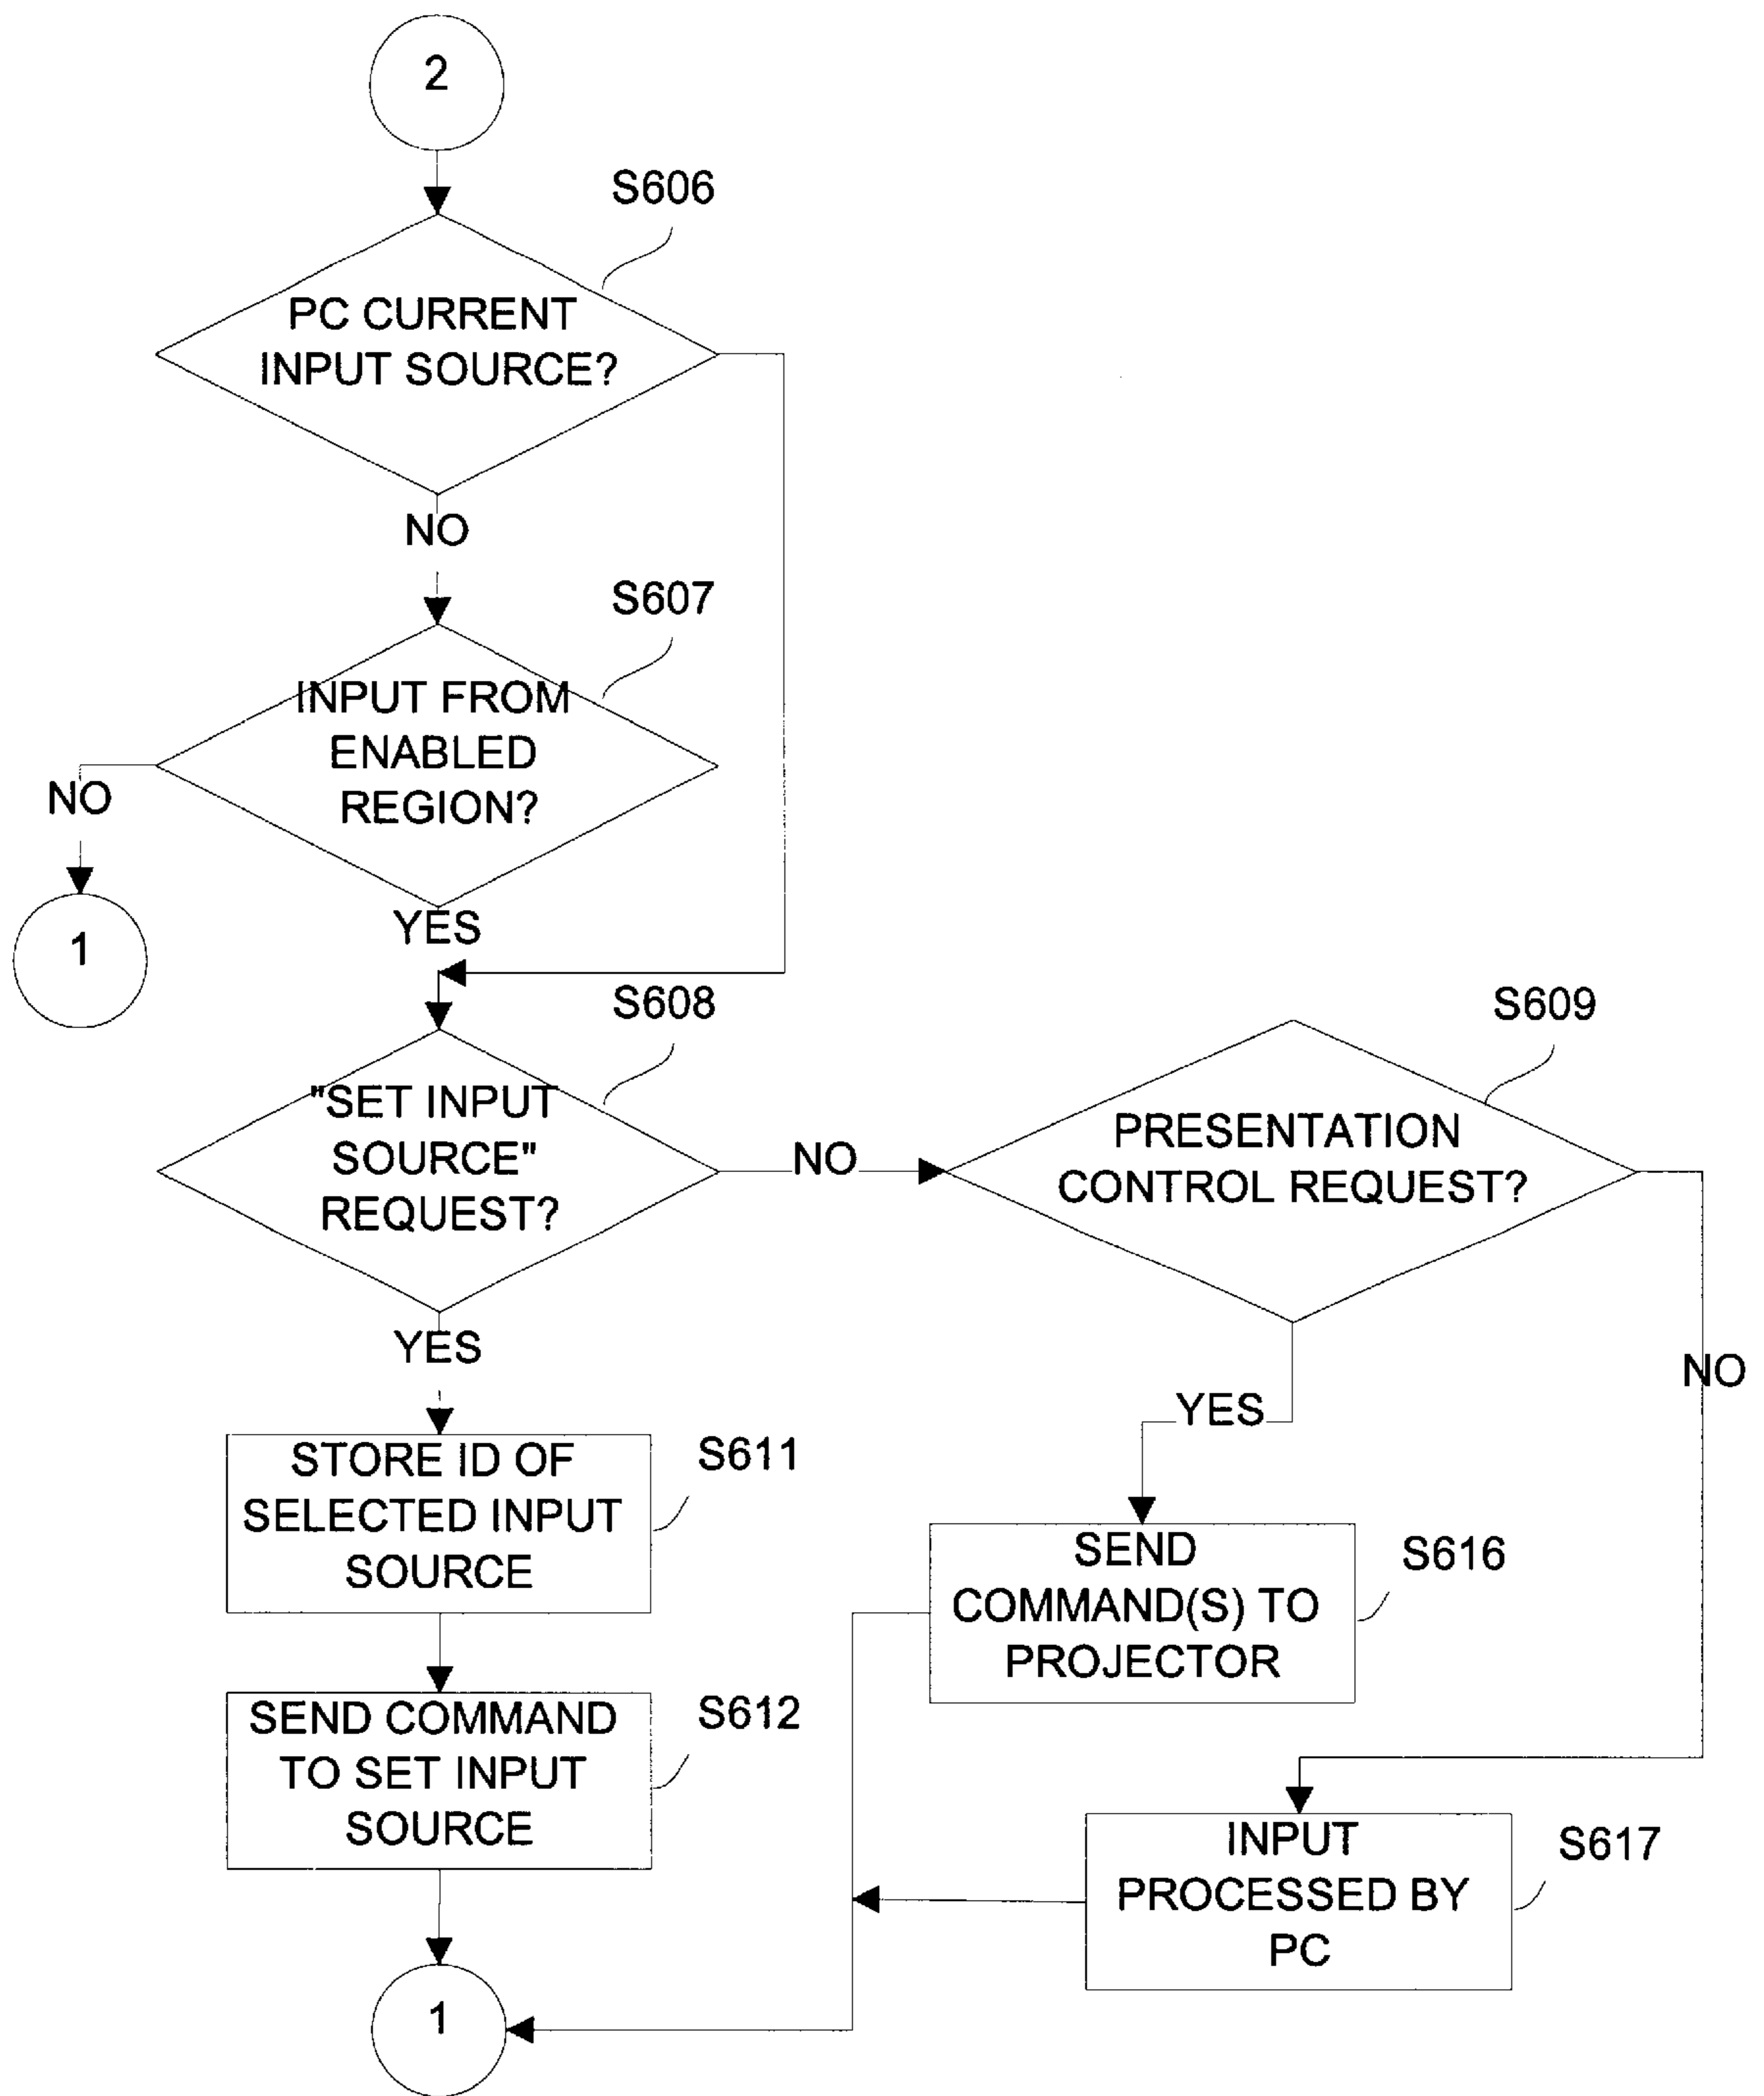 2
S606
PC CURRENT
INPUT SOURCE?
NO
S607
INPUT FROM
ENABLED
REGION?
NO
1
YES
S608
"SET INPUT
SOURCE"
REQUEST?
NO
S609
PRESENTATION
CONTROL REQUEST?
YES
NO
YES
STORE ID OF
SELECTED INPUT
SOURCE
S611
SEND
COMMAND(S) TO
PROJECTOR
S616
SEND COMMAND
TO SET INPUT
SOURCE
S612
INPUT
PROCESSED BY
PC
S617
1